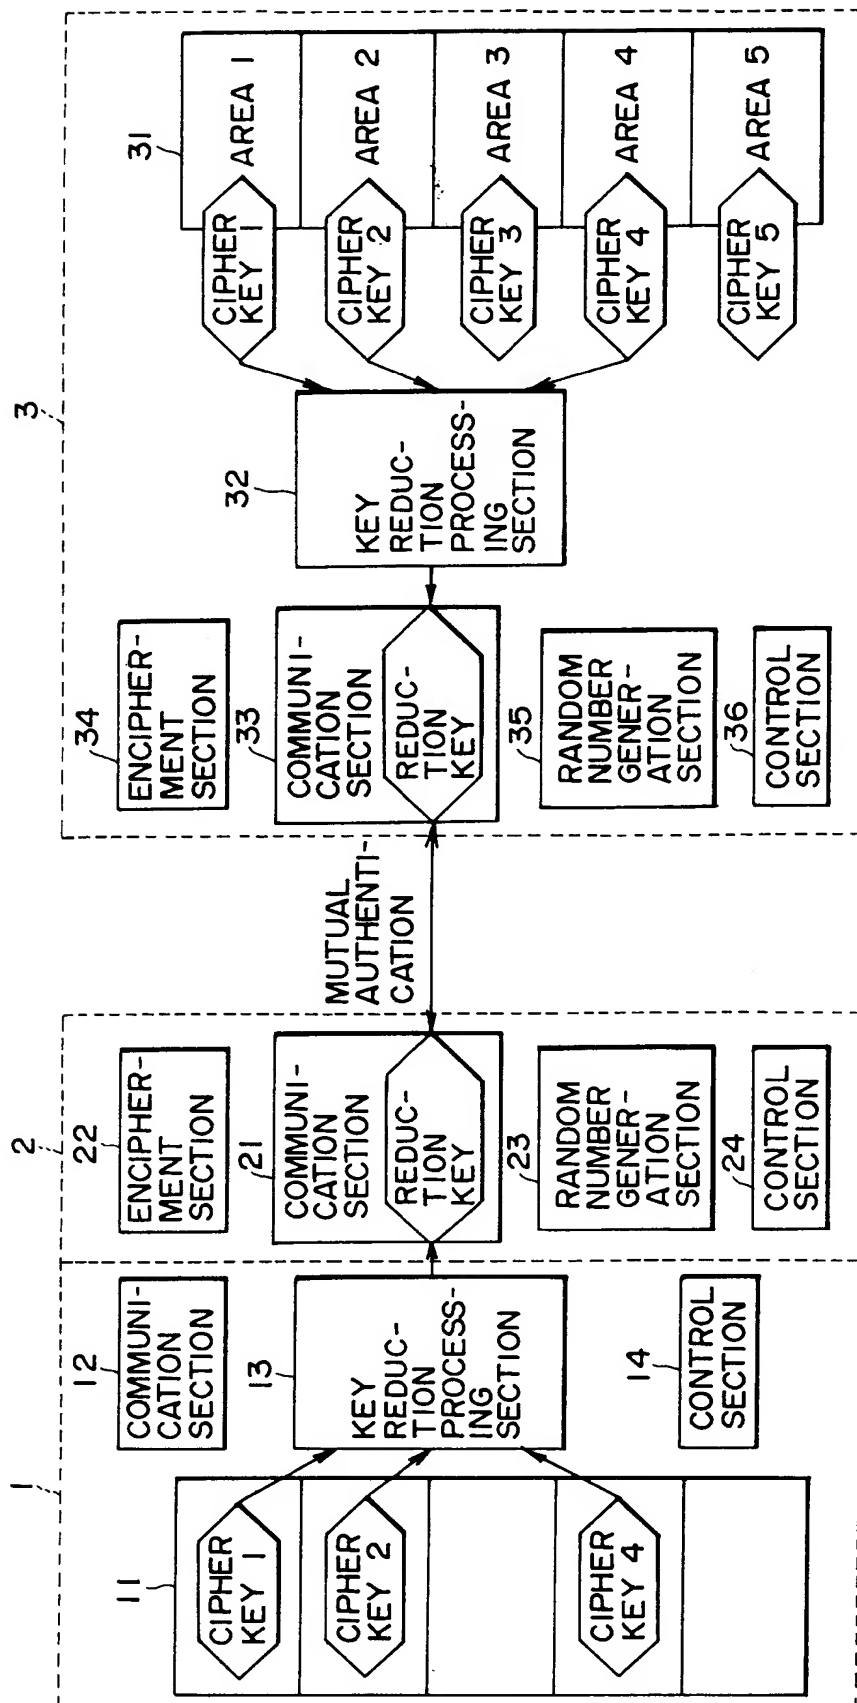 1
2
3
11
CIPHER
KEY 1
CIPHER
KEY 2
CIPHER
KEY 4
12
COMMUNI-
CATION
SECTION
13
KEY
REDUC-
TION
PROCESS-
ING
SECTION
14
CONTROL
SECTION
22
ENCIPHER-
MENT
SECTION
21
COMMUNI-
CATION
SECTION
REDUC-
TION
KEY
23
RANDOM
NUMBER
GENER-
ATION
SECTION
24
CONTROL
SECTION
MUTUAL
AUTHENTI-
CATION
34
ENCIPHER-
MENT
SECTION
33
COMMUNI-
CATION
SECTION
REDUC-
TION
KEY
35
RANDOM
NUMBER
GENER-
ATION
SECTION
36
CONTROL
SECTION
32
KEY
REDUC-
TION
PROCESS-
ING
SECTION
31
CIPHER
KEY 1
AREA 1
CIPHER
KEY 2
AREA 2
CIPHER
KEY 3
AREA 3
CIPHER
KEY 4
AREA 4
CIPHER
KEY 5
AREA 5